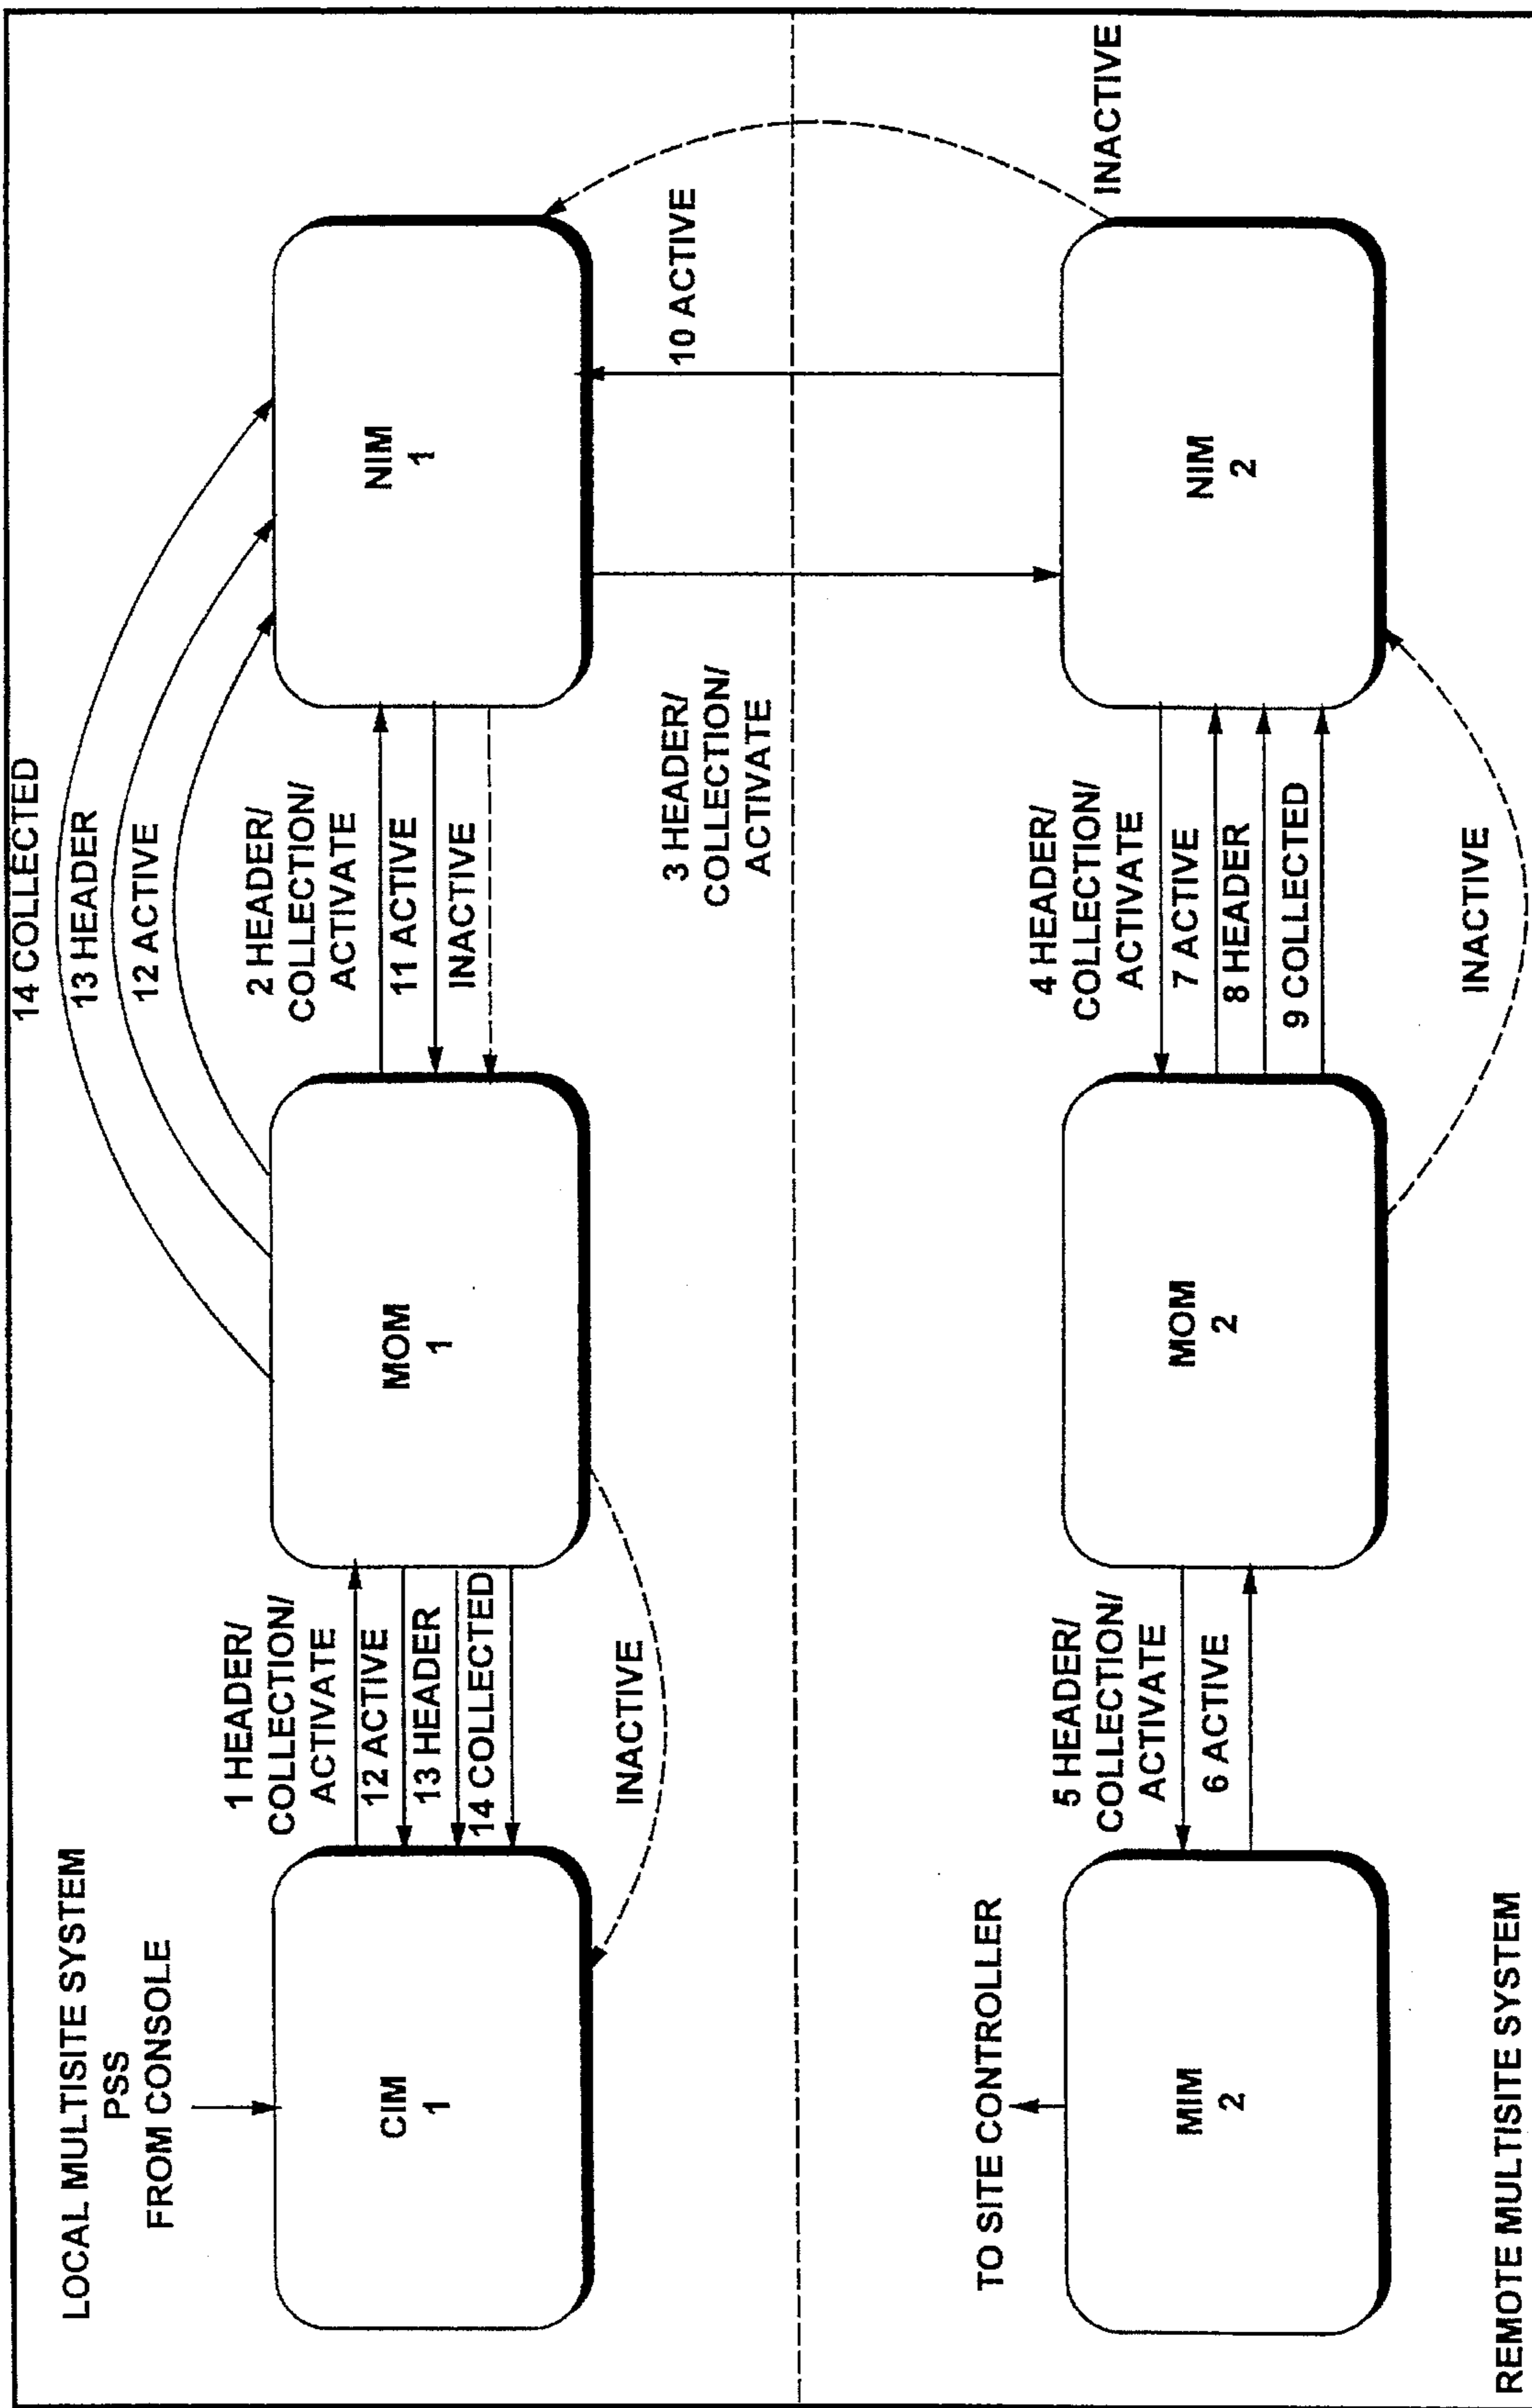 LOCAL MULTISITE SYSTEM
PSS
FROM CONSOLE
CIM
1
1 HEADER/
COLLECTION/
ACTIVATE
12 ACTIVE
13 HEADER
14 COLLECTED
INACTIVE
MOM
1
14 COLLECTED
13 HEADER
12 ACTIVE
2 HEADER/
COLLECTION/
ACTIVATE
11 ACTIVE
INACTIVE
NIM
1
3 HEADER/
COLLECTION/
ACTIVATE
10 ACTIVE
INACTIVE
TO SITE CONTROLLER
MIM
2
5 HEADER/
COLLECTION/
ACTIVATE
6 ACTIVE
MOM
2
4 HEADER/
COLLECTION/
ACTIVATE
7 ACTIVE
8 HEADER
9 COLLECTED
INACTIVE
NIM
2
REMOTE MULTISITE SYSTEM